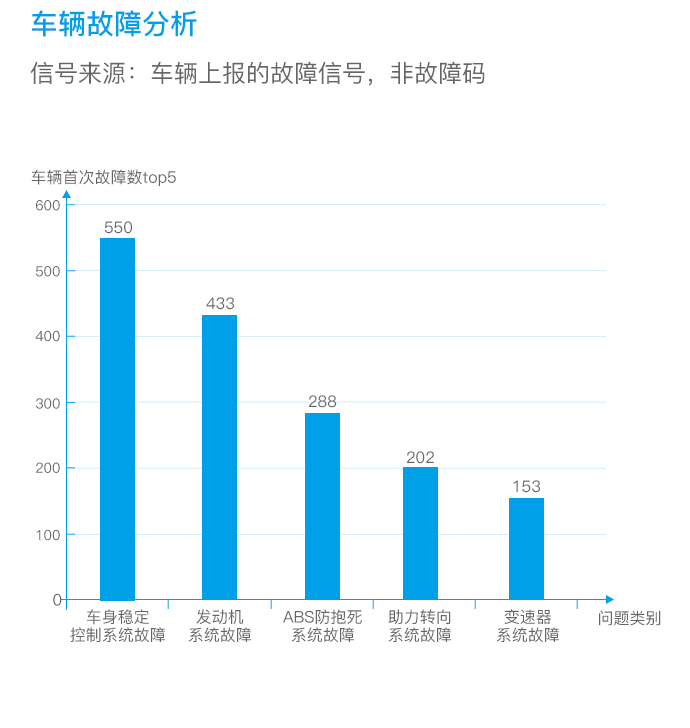 车辆故障分析
信号来源：车辆上报的故障信号，非故障码
车辆首次故障数top5
600
500
400
300
200
100
0
550
433
288
202
153
车身稳定
控制系统故障
发动机
系统故障
ABS防抱死
系统故障
助力转向
系统故障
变速器
系统故障
问题类别